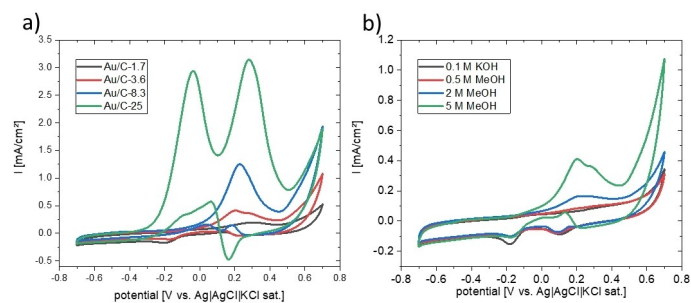 a)
3.5
3.0
2.5
2.0
1.5
1.0
0.5
0.0
-0.5
I [mA/cm²]
Au/C-1.7
Au/C-3.6
Au/C-8.3
Au/C-25
-0.8 -0.6 -0.4 -0.2 0.0 0.2 0.4 0.6 0.8
potential [V vs. Ag|AgCl|KCl sat.]
b)
1.2
1.0
0.8
0.6
0.4
0.2
0.0
-0.2
I [mA/cm²]
0.1 M KOH
0.5 M MeOH
2 M MeOH
5 M MeOH
-0.8 -0.6 -0.4 -0.2 0.0 0.2 0.4 0.6 0.8
potential [V vs. Ag|AgCl|KCl sat.]